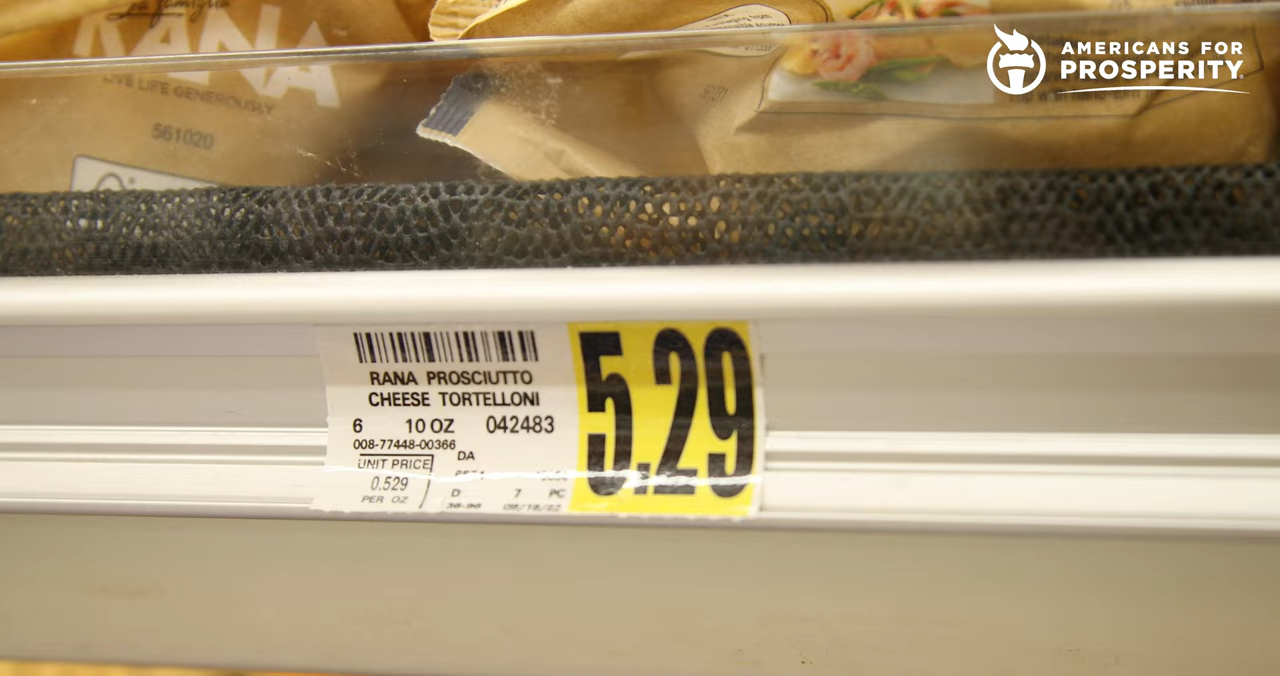 RANA
LIVE LIFE GENEROUSLY
561020
AMERICANS FOR
PROSPERITY
RANA PROSCIUTTO
CHEESE TORTELLONI
6 10 OZ 042483
008-77448-00366
DA
UNIT PRICE
0.529
PER OZ
D 7 PC
5.29